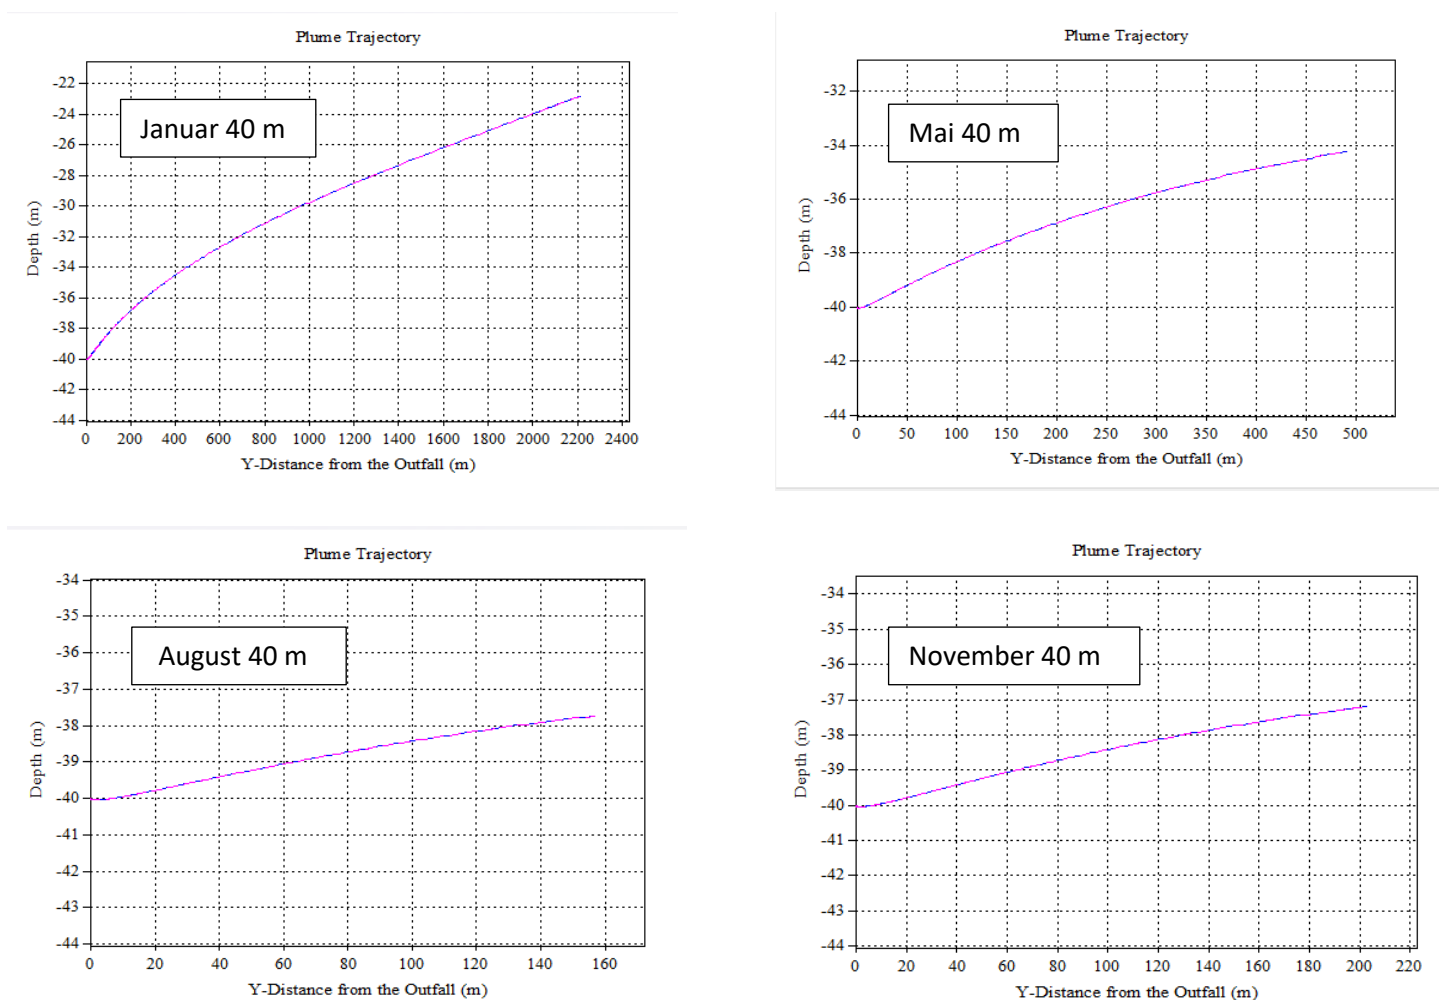 Plume Trajectory
Januar 40 m
Depth (m)
-22
-24
-26
-28
-30
-32
-34
-36
-38
-40
-42
-44
0 200 400 600 800 1000 1200 1400 1600 1800 2000 2200 2400
Y-Distance from the Outfall (m)
Plume Trajectory
Mai 40 m
Depth (m)
-32
-34
-36
-38
-40
-42
-44
0 50 100 150 200 250 300 350 400 450 500
Y-Distance from the Outfall (m)
Plume Trajectory
August 40 m
Depth (m)
-34
-35
-36
-37
-38
-39
-40
-41
-42
-43
-44
0 20 40 60 80 100 120 140 160
Y-Distance from the Outfall (m)
Plume Trajectory
November 40 m
Depth (m)
-34
-35
-36
-37
-38
-39
-40
-41
-42
-43
-44
0 20 40 60 80 100 120 140 160 180 200 220
Y-Distance from the Outfall (m)